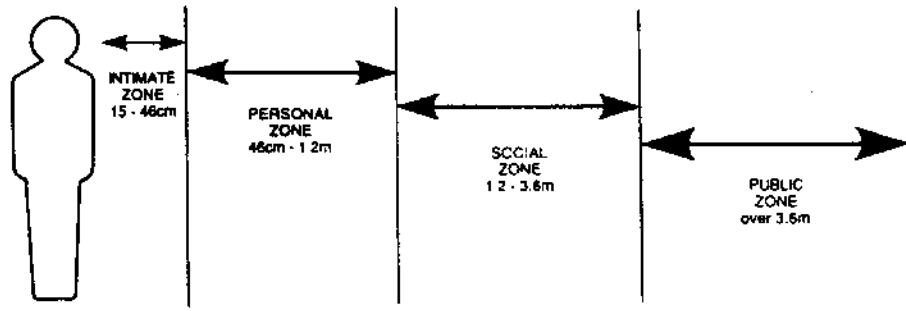 INTIMATE
ZONE
15 - 46cm
PERSONAL
ZONE
46cm - 1 2m
SOCIAL
ZONE
1 2 - 3.6m
PUBLIC
ZONE
over 3.6m